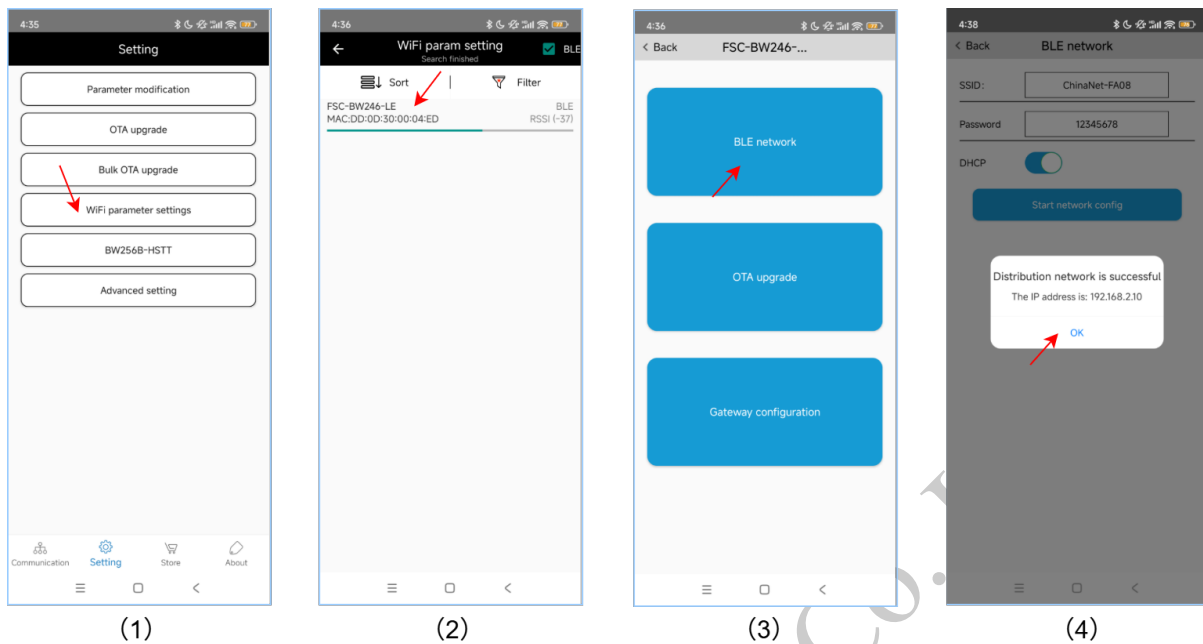 4:35
Setting
Parameter modification
OTA upgrade
Bulk OTA upgrade
WiFi parameter settings
BW256B-HSTT
Advanced setting
Communication Setting Store About
(1)
4:36
WiFi param setting BLE
Search finished
Sort Filter
FSC-BW246-LE BLE
MAC:DD:0D:30:00:04:ED RSSI (-37)
(2)
4:36
Back FSC-BW246-...
BLE network
OTA upgrade
Gateway configuration
(3)
4:38
Back BLE network
SSID: ChinaNet-FA08
Password 12345678
DHCP
Start network config
Distribution network is successful
The IP address is: 192.168.2.10
OK
(4)
CO.